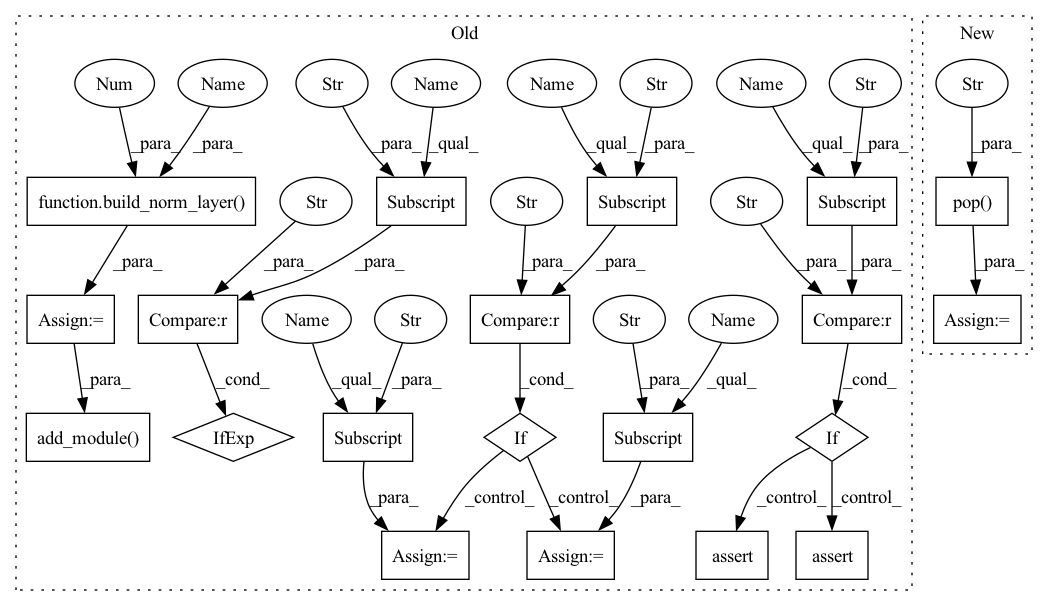 Old
New
Num
Name
Str
Name
Name
Str
Name
Str
Str
_para_
_para_
_para_
_qual_
_qual_
_para_
_qual_
_para_
_para_
function.build_norm_layer()
Str
Subscript
Str
Subscript
Str
Subscript
pop()
_para_
_para_
_para_
_para_
_para_
_para_
_para_
_para_
Assign:=
Compare:r
Name
Str
Compare:r
Str
Name
Compare:r
Assign:=
_para_
_cond_
_qual_
_para_
_cond_
_para_
_qual_
_cond_
add_module()
IfExp
Subscript
If
Subscript
If
_para_
_control_
_control_
_para_
_control_
_control_
Assign:=
Assign:=
assert
assert